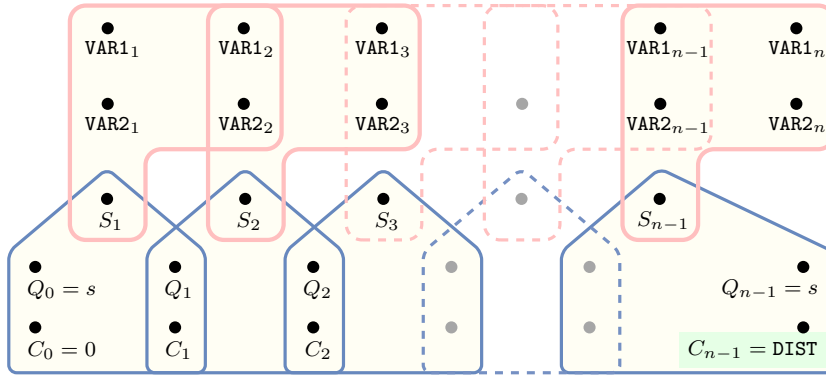 VAR1₁ VAR1₂ VAR1₃ VAR1ₙ₋₁ VAR1ₙ
VAR2₁ VAR2₂ VAR2₃ VAR2ₙ₋₁ VAR2ₙ
S₁ S₂ S₃ Sₙ₋₁
Q₀ = s Q₁ Q₂ Qₙ₋₁ = s
C₀ = 0 C₁ C₂ Cₙ₋₁ = DIST